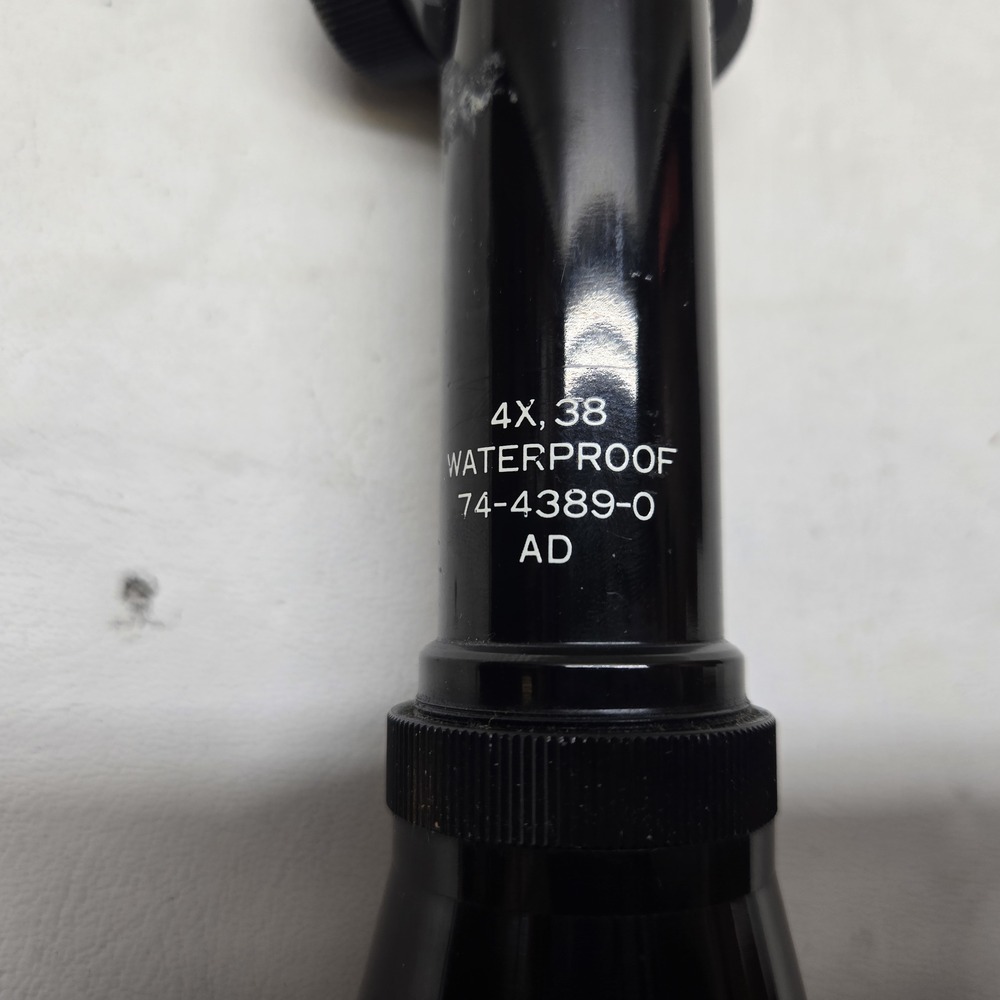 4X, 38
WATERPROOF
74-4389-0
AD